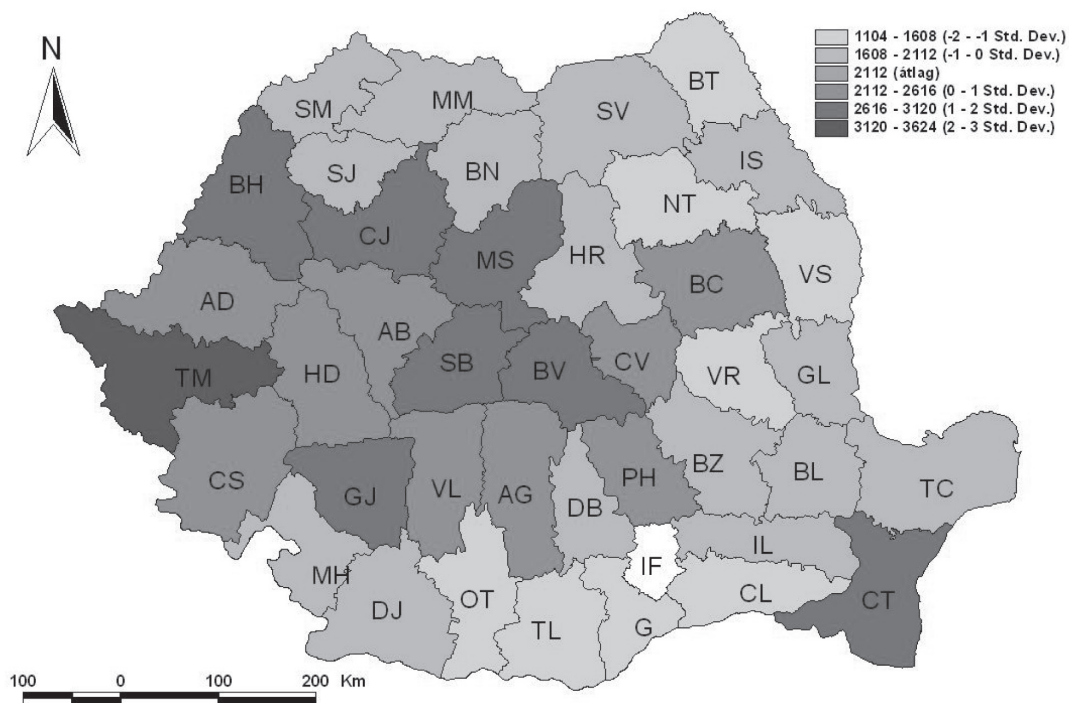 N
1104 - 1608 (-2 - -1 Std. Dev.)
1608 - 2112 (-1 - 0 Std. Dev.)
2112 (átlag)
2112 - 2616 (0 - 1 Std. Dev.)
2616 - 3120 (1 - 2 Std. Dev.)
3120 - 3624 (2 - 3 Std. Dev.)
BT
SM
MM
SV
IS
SJ
BN
BH
NT
CJ
MS
HR
BC
VS
AD
AB
TM
HD
SB
BV
CV
VR
GL
CS
GJ
VL
AG
DB
PH
BZ
BL
TC
MH
DJ
OT
TL
G
IF
IL
CL
CT
100 0 100 200 Km